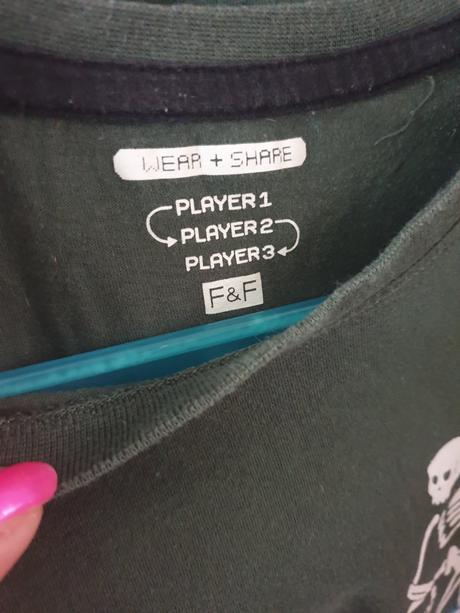 WEAR + SHARE
PLAYER 1
PLAYER 2
PLAYER 3
F&F